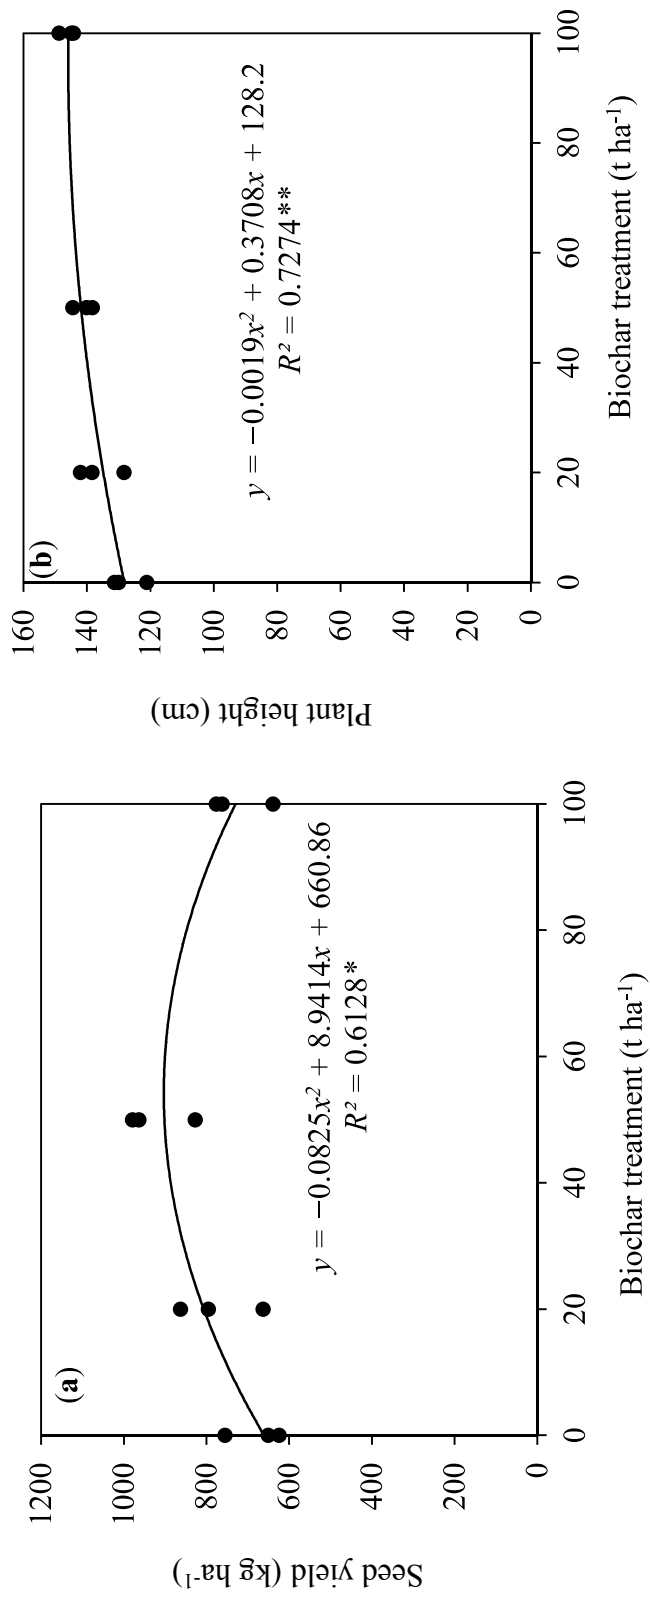 (a)
Seed yield (kg ha⁻¹)
1200
1000
800
600
400
200
0
y = −0.0825x² + 8.9414x + 660.86
R² = 0.6128*
0 20 40 60 80 100
Biochar treatment (t ha⁻¹)
(b)
Plant height (cm)
160
140
120
100
80
60
40
20
0
y = −0.0019x² + 0.3708x + 128.2
R² = 0.7274**
0 20 40 60 80 100
Biochar treatment (t ha⁻¹)